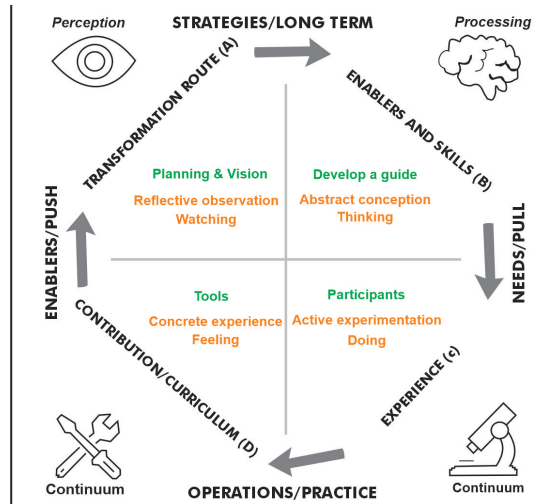 Perception
STRATEGIES/LONG TERM
Processing
TRANSFORMATION ROUTE (A)
ENABLERS AND SKILLS (B)
Planning & Vision
Reflective observation
Watching
Develop a guide
Abstract conception
Thinking
ENABLERS/PUSH
NEEDS/PULL
Tools
Concrete experience
Feeling
Participants
Active experimentation
Doing
CONTRIBUTION/CURRICULUM (D)
EXPERIENCE (c)
Continuum
OPERATIONS/PRACTICE
Continuum